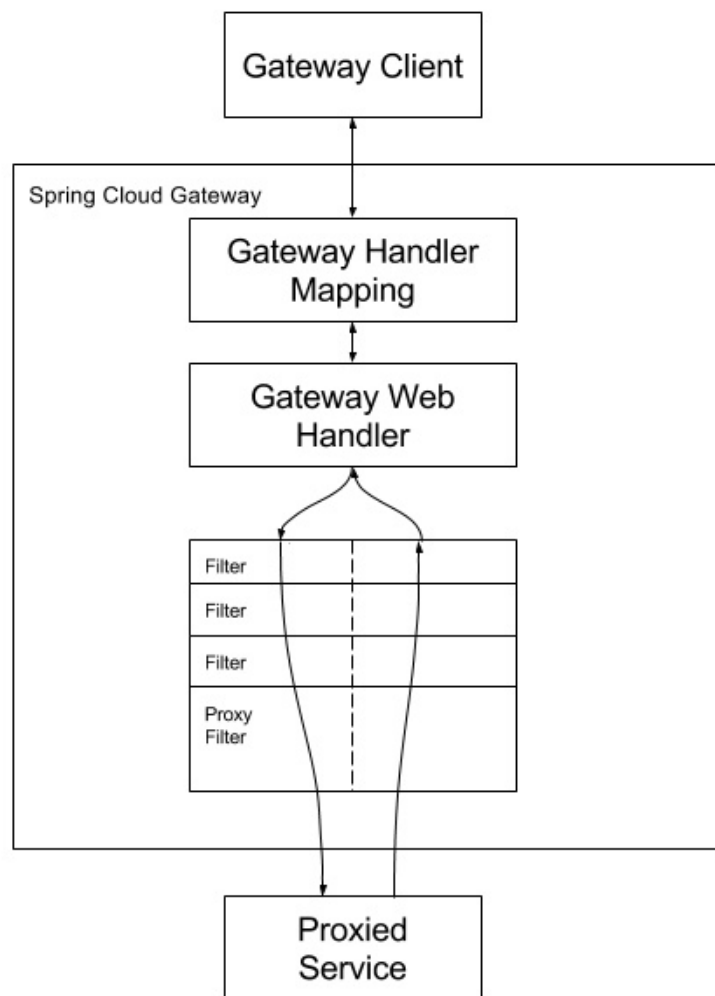 Gateway Client
Spring Cloud Gateway
Gateway Handler
Mapping
Gateway Web
Handler
Filter
Filter
Filter
Proxy
Filter
Proxied
Service